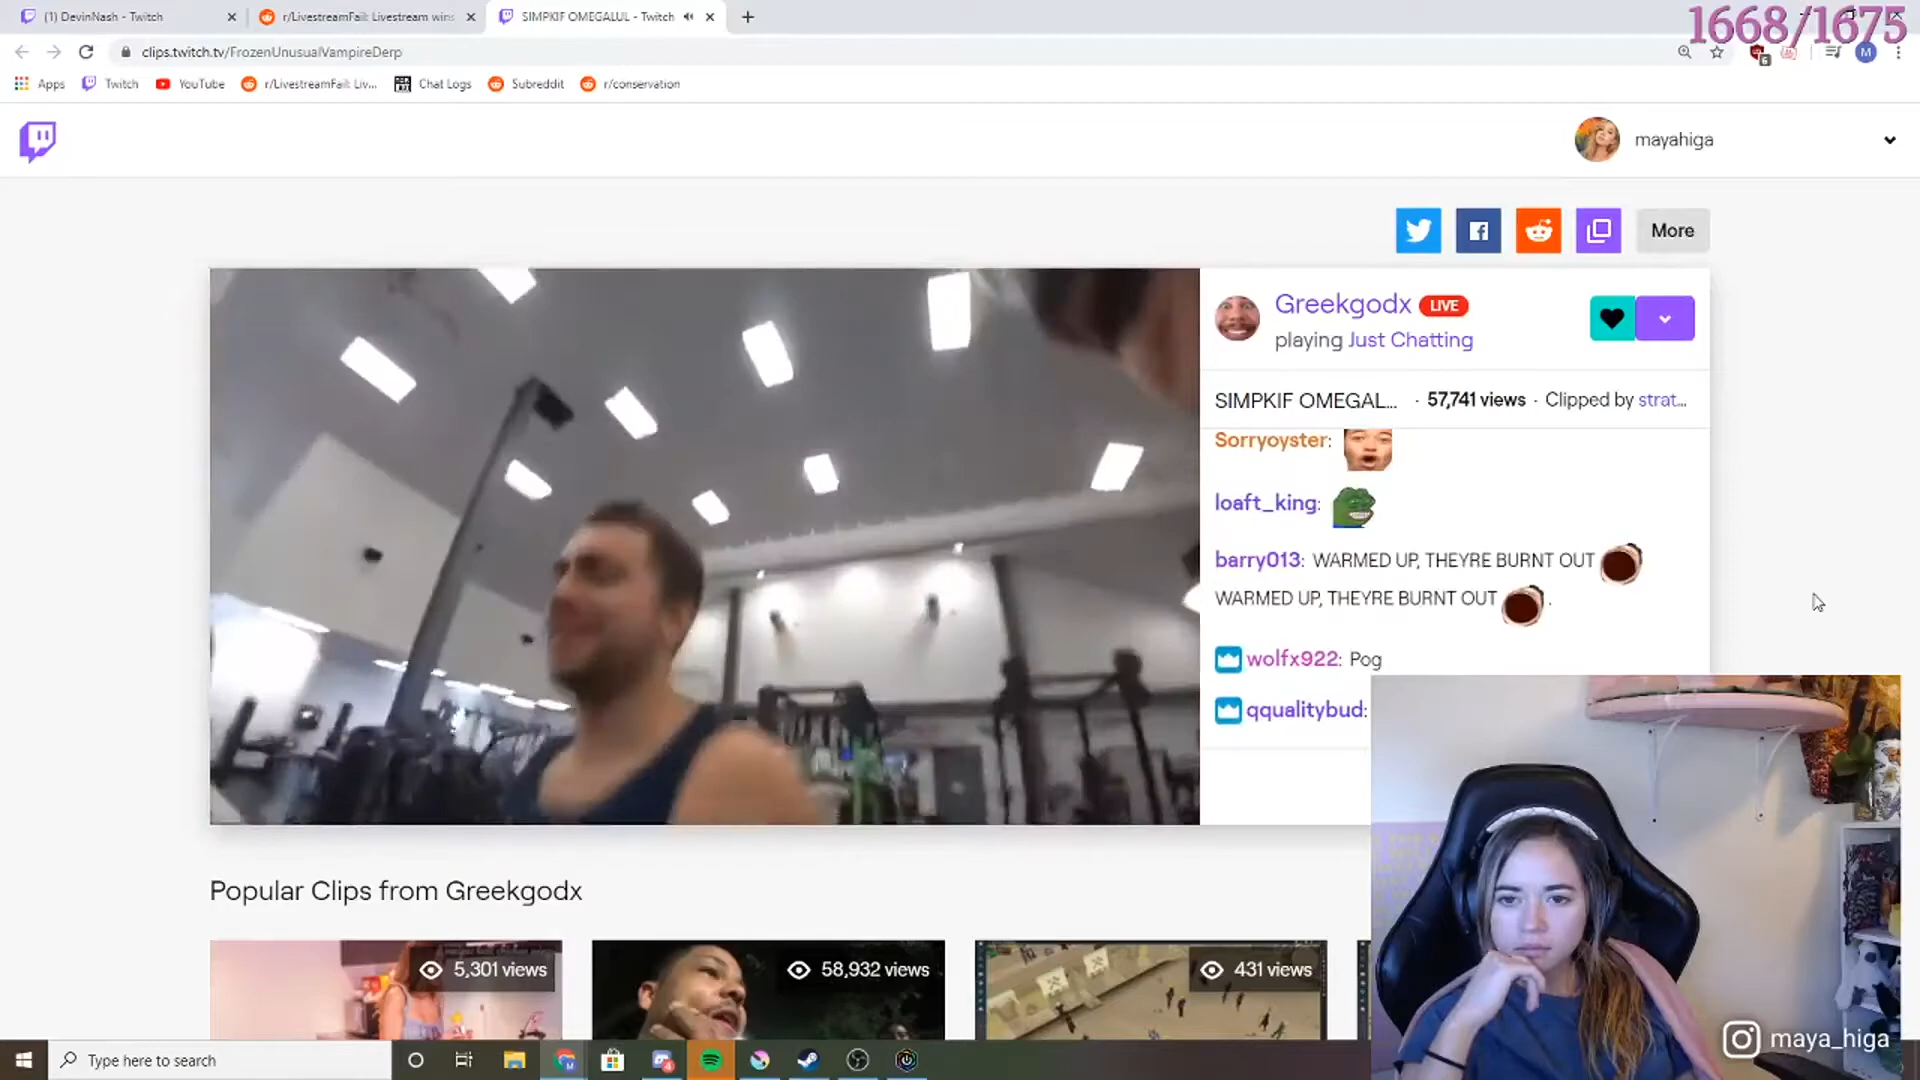 (1) DevinNash - Twitch
r/LivestreamFail: Livestream wins
SIMPKIF OMEGALUL - Twitch
1668/1675
clips.twitch.tv/FrozenUnusualVampireDerp
6
M
Apps
Twitch
YouTube
r/LivestreamFail: Liv...
Chat Logs
Subreddit
r/conservation
mayahiga
More
Greekgodx LIVE
playing Just Chatting
SIMPKIF OMEGAL... · 57,741 views · Clipped by strat...
Sorryoyster:
loaft_king:
barry013: WARMED UP, THEYRE BURNT OUT
WARMED UP, THEYRE BURNT OUT .
wolfx922: Pog
qqualitybud:
Popular Clips from Greekgodx
5,301 views
58,932 views
431 views
Type here to search
maya_higa